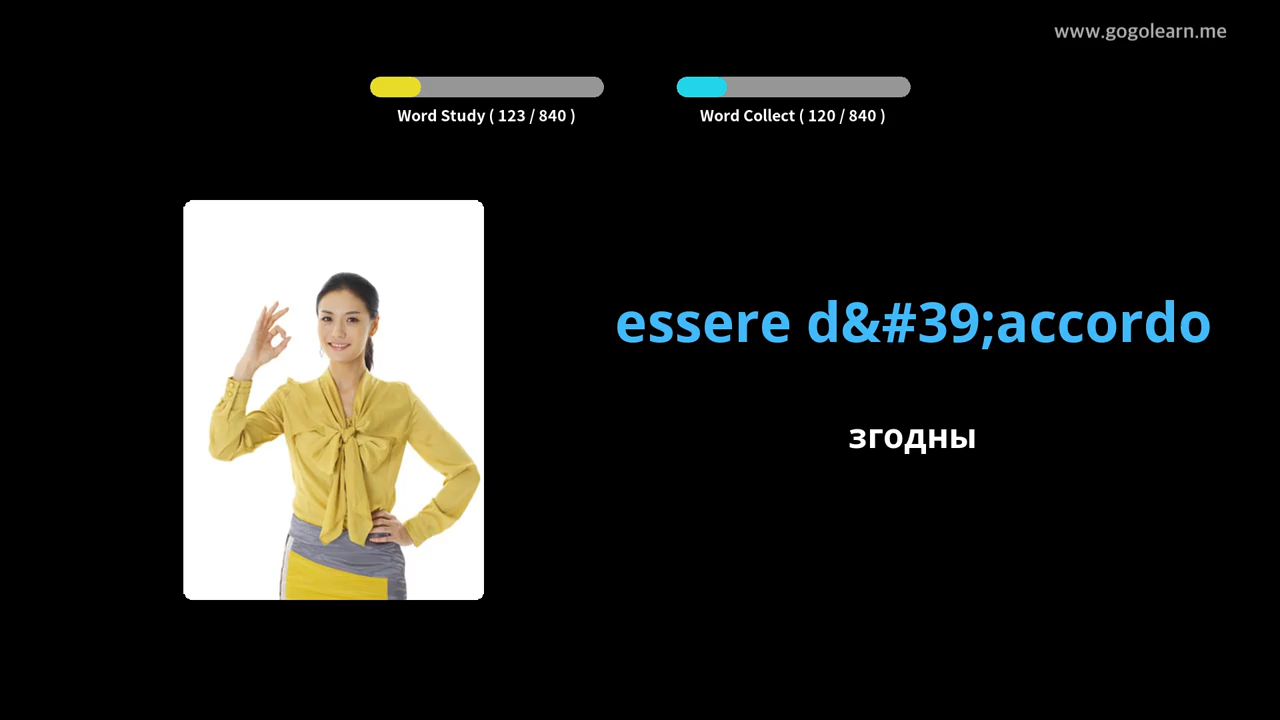 www.gogolearn.me
Word Study ( 123 / 840 )
Word Collect ( 120 / 840 )
essere d&#39;accordo
згодны